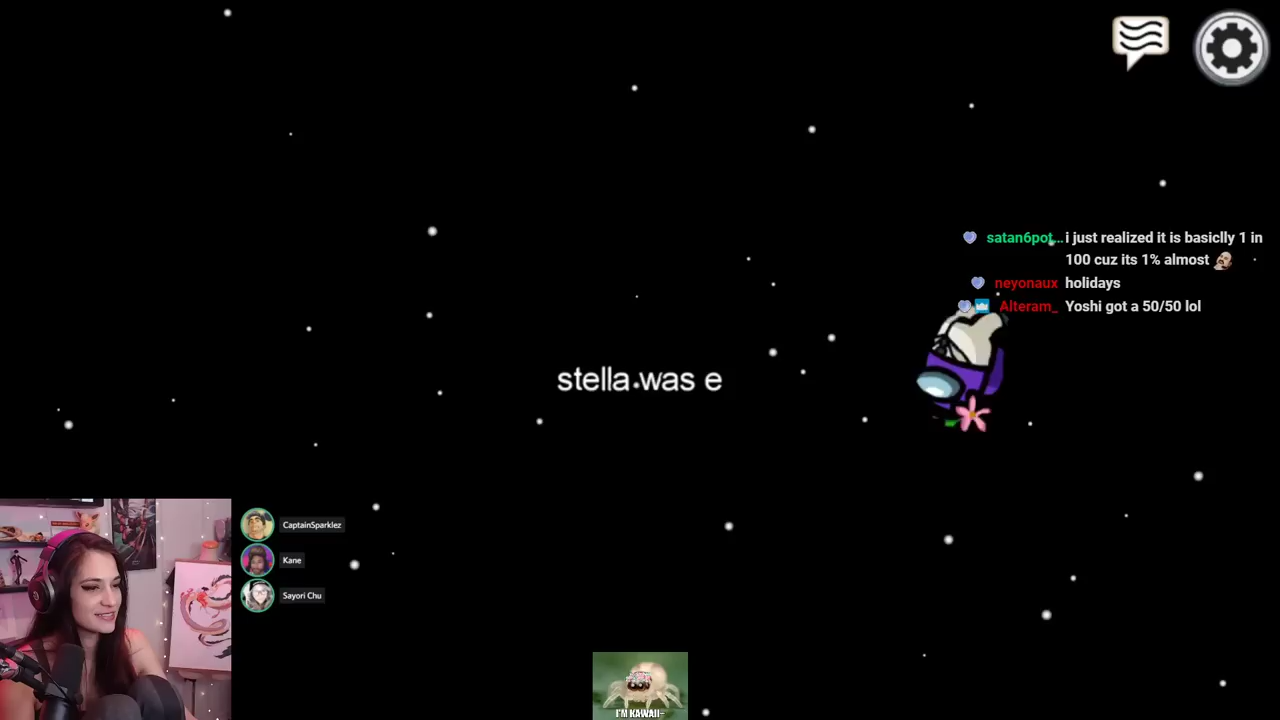 satan6pot... i just realized it is basiclly 1 in
100 cuz its 1% almost
neyonaux holidays
Alteram_ Yoshi got a 50/50 lol
stella was e
CaptainSparklez
Kane
Sayori Chu
I'M KAWAII~